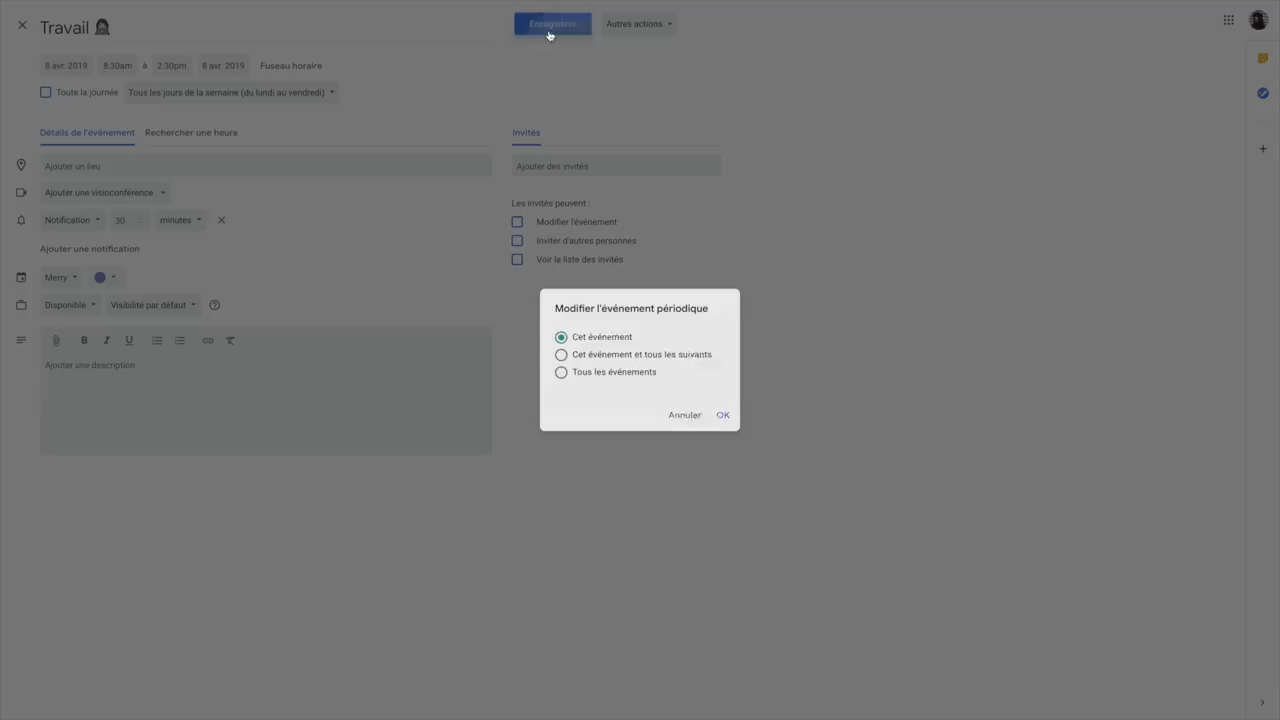 Travail
Enregistrer
Autres actions
8 avr. 2019 8:30am à 2:30pm 8 avr. 2019 Fuseau horaire
Toute la journée Tous les jours de la semaine (du lundi au vendredi)
Détails de l'événement Rechercher une heure
Invités
Ajouter un lieu
Ajouter des invités
Ajouter une visioconférence
Les invités peuvent :
Notification 30 minutes
Modifier l'événement
Inviter d'autres personnes
Ajouter une notification
Voir la liste des invités
Merry
Disponible Visibilité par défaut
B I U
Ajouter une description
Modifier l'événement périodique
Cet événement
Cet événement et tous les suivants
Tous les événements
Annuler OK